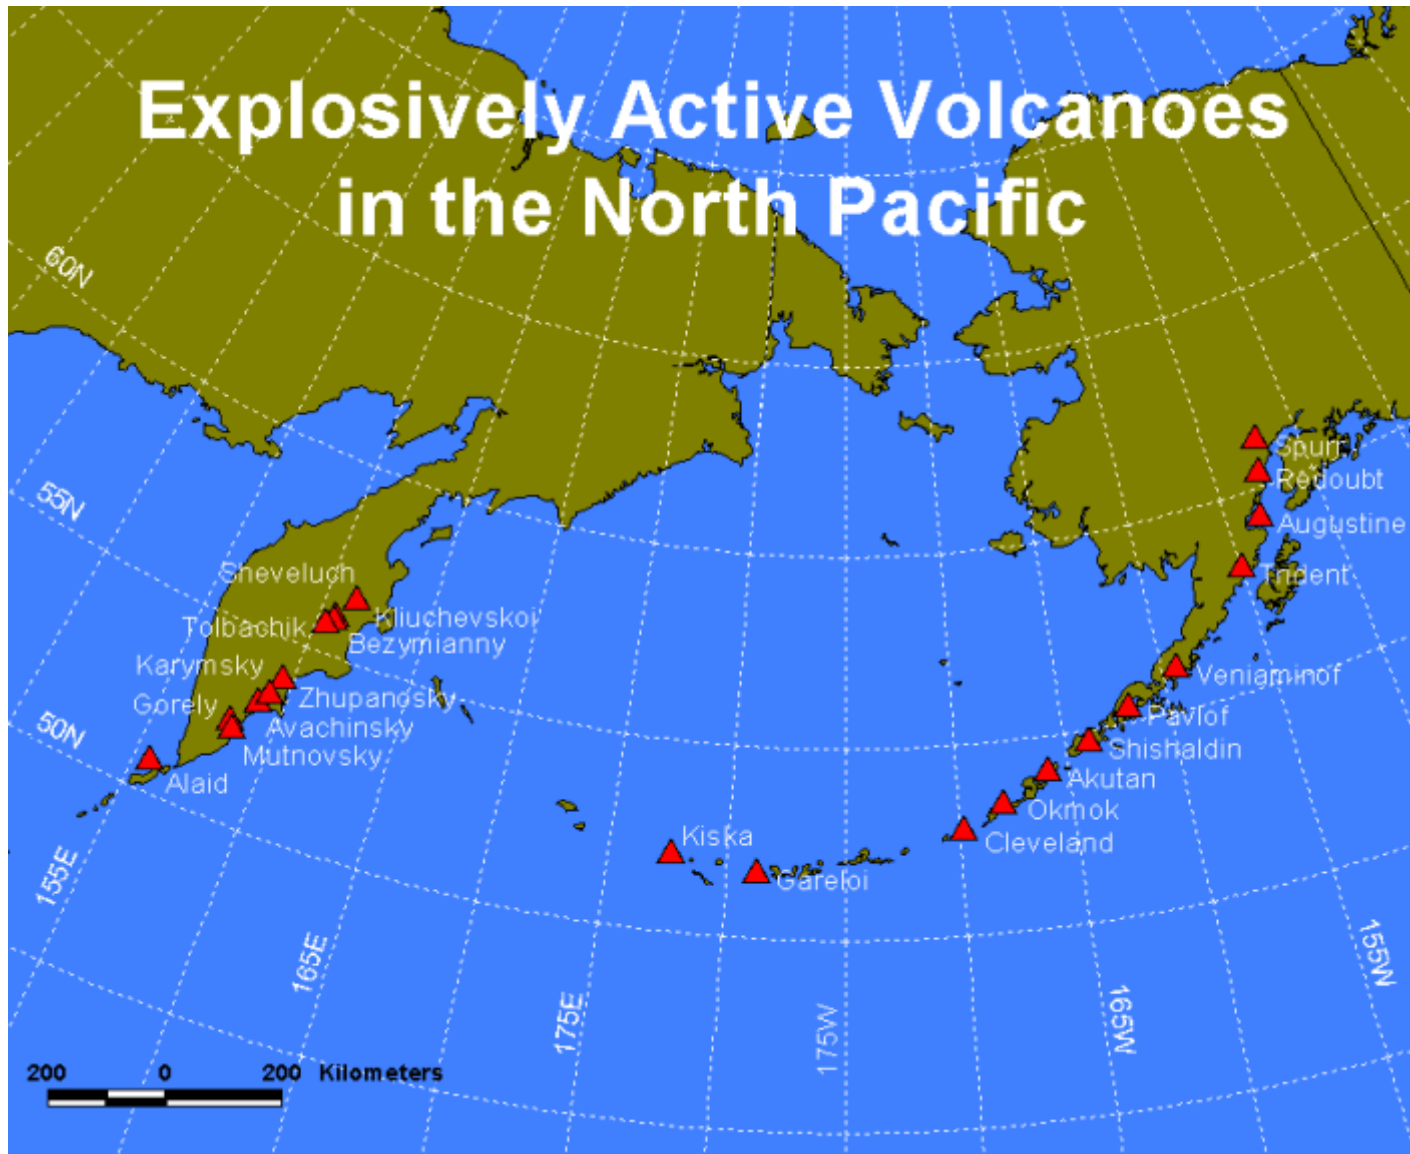 Explosively Active Volcanoes
in the North Pacific
60N
55N
50N
Spurr
Redoubt
Augustine
Trident
Sheveluch
Kliuchevskoi
Tolbachik
Bezymianny
Karymsky
Zhupanosky
Gorely
Avachinsky
Mutnovsky
Alaid
Veniaminof
Pavlof
Shishaldin
Akutan
Okmok
Cleveland
Kiska
Gareloi
155E
165E
175E
175W
165W
155W
200 0 200 Kilometers